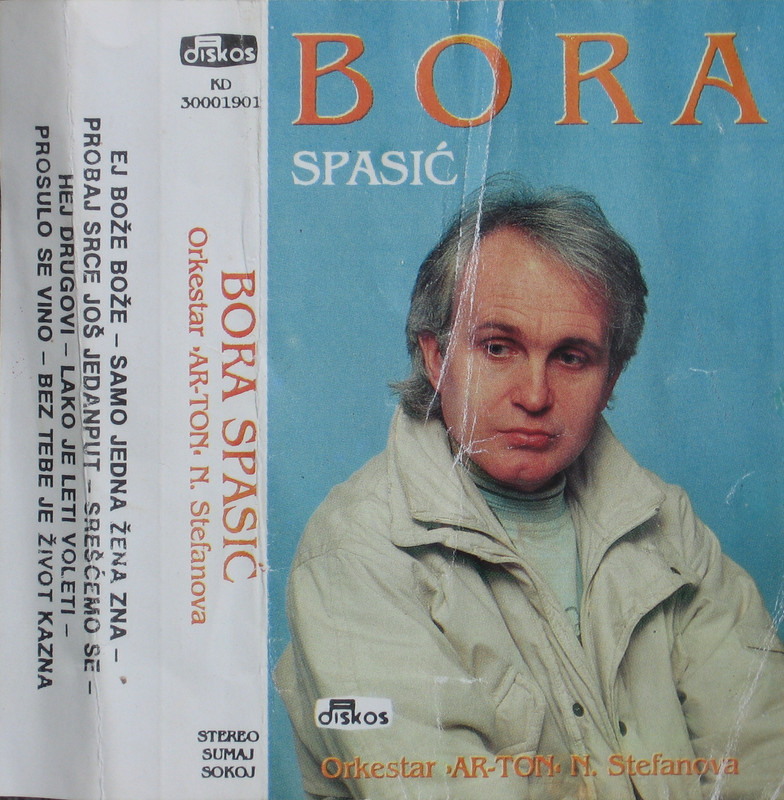 EJ BOŽE BOŽE – SAMO JEDNA ŽENA ZNA –
PROBAJ SRCE JOŠ JEDANPUT – SREŠĆEMO SE –
HEJ DRUGOVI – LAKO JE LETI VOLETI –
PROSULO SE VINO – BEZ TEBE JE ŽIVOT KAZNA
diskos
KD
30001901
BORA SPASIĆ
Orkestar ›AR-TON‹ N. Stefanova
STEREO
SUMAJ
SOKOJ
BORA
SPASIĆ
diskos
Orkestar ›AR-TON‹ N. Stefanova